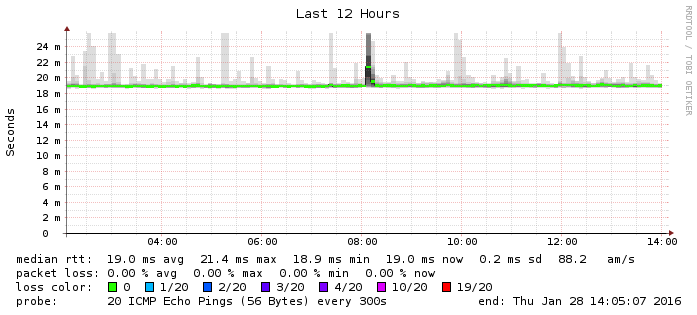 Last 12 Hours
RRDTOOL / TOBI OETIKER
Seconds
24 m
22 m
20 m
18 m
16 m
14 m
12 m
10 m
8 m
6 m
4 m
2 m
0
04:00 06:00 08:00 10:00 12:00 14:00
median rtt: 19.0 ms avg 21.4 ms max 18.9 ms min 19.0 ms now 0.2 ms sd 88.2 am/s
packet loss: 0.00 % avg 0.00 % max 0.00 % min 0.00 % now
loss color: 0 1/20 2/20 3/20 4/20 10/20 19/20
probe: 20 ICMP Echo Pings (56 Bytes) every 300s end: Thu Jan 28 14:05:07 2016